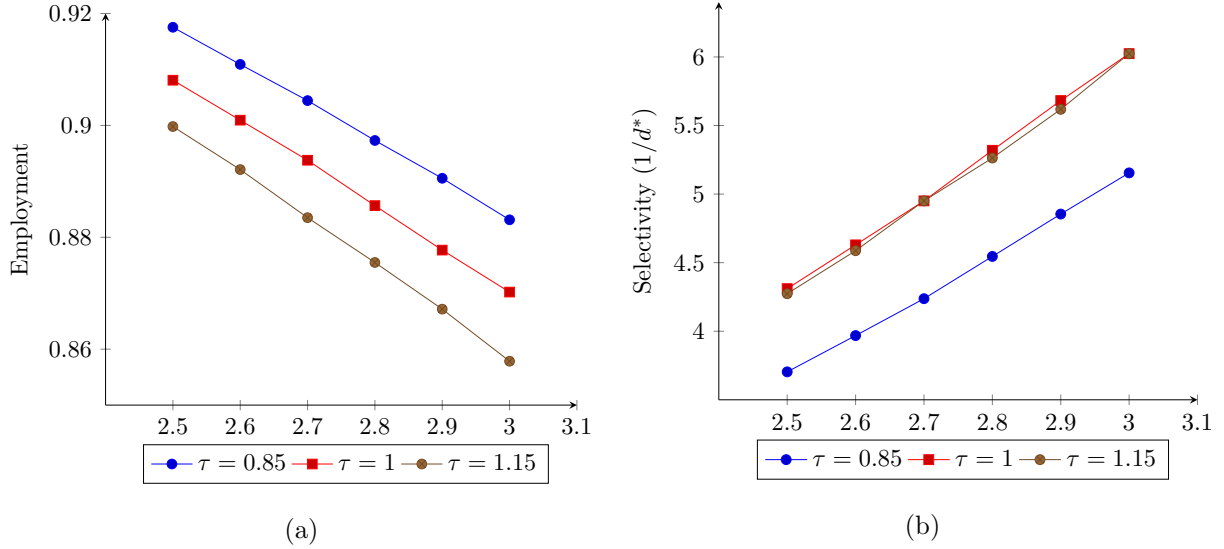 0.92
0.9
0.88
0.86
Employment
2.5 2.6 2.7 2.8 2.9 3 3.1
τ = 0.85 τ = 1 τ = 1.15
(a)
6
5.5
5
4.5
4
Selectivity (1/d*)
2.5 2.6 2.7 2.8 2.9 3 3.1
τ = 0.85 τ = 1 τ = 1.15
(b)